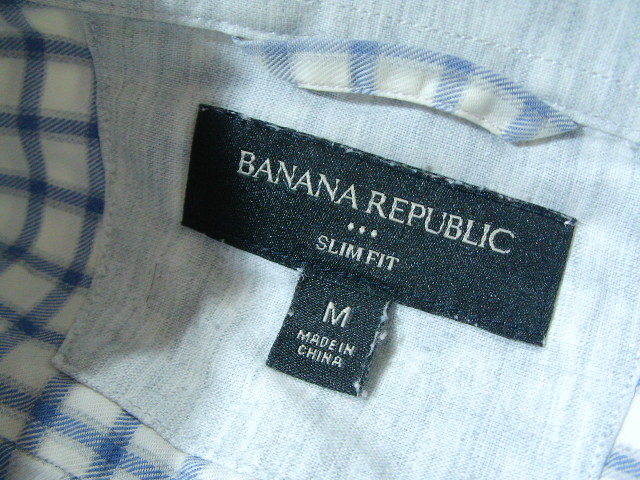 BANANA REPUBLIC
SLIM FIT
M
MADE IN
CHINA